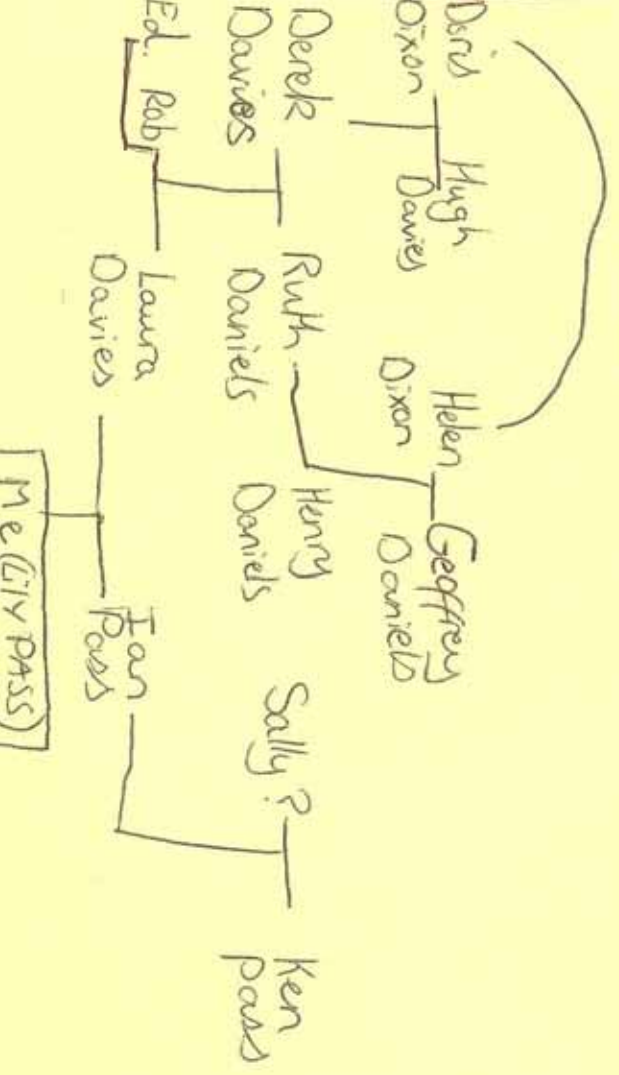 Doris
Dixon
Hugh
Davies
Helen
Dixon
Geoffrey
Daniels
Derek
Davies
Ruth
Daniels
Henry
Daniels
Sally?
Ken
pass
Ed. Rob
Laura
Davies
Ian
Pass
Me (LilY PASS)